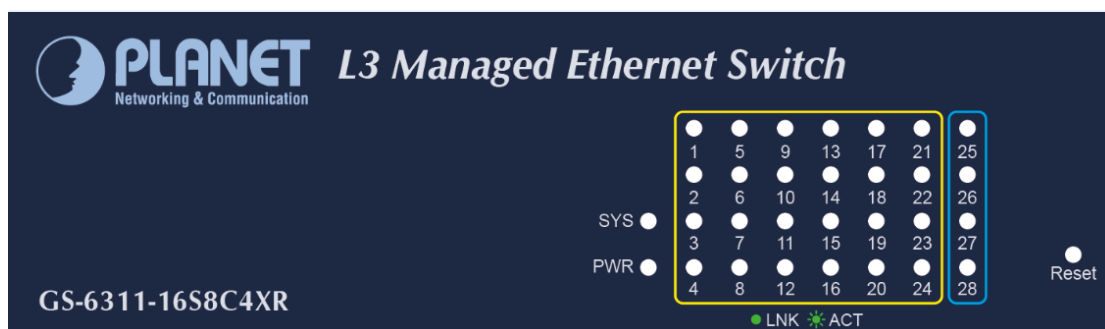 PLANET
Networking & Communication
L3 Managed Ethernet Switch
1 5 9 13 17 21 25
2 6 10 14 18 22 26
SYS
3 7 11 15 19 23 27
PWR
4 8 12 16 20 24 28
Reset
GS-6311-16S8C4XR
LNK ACT